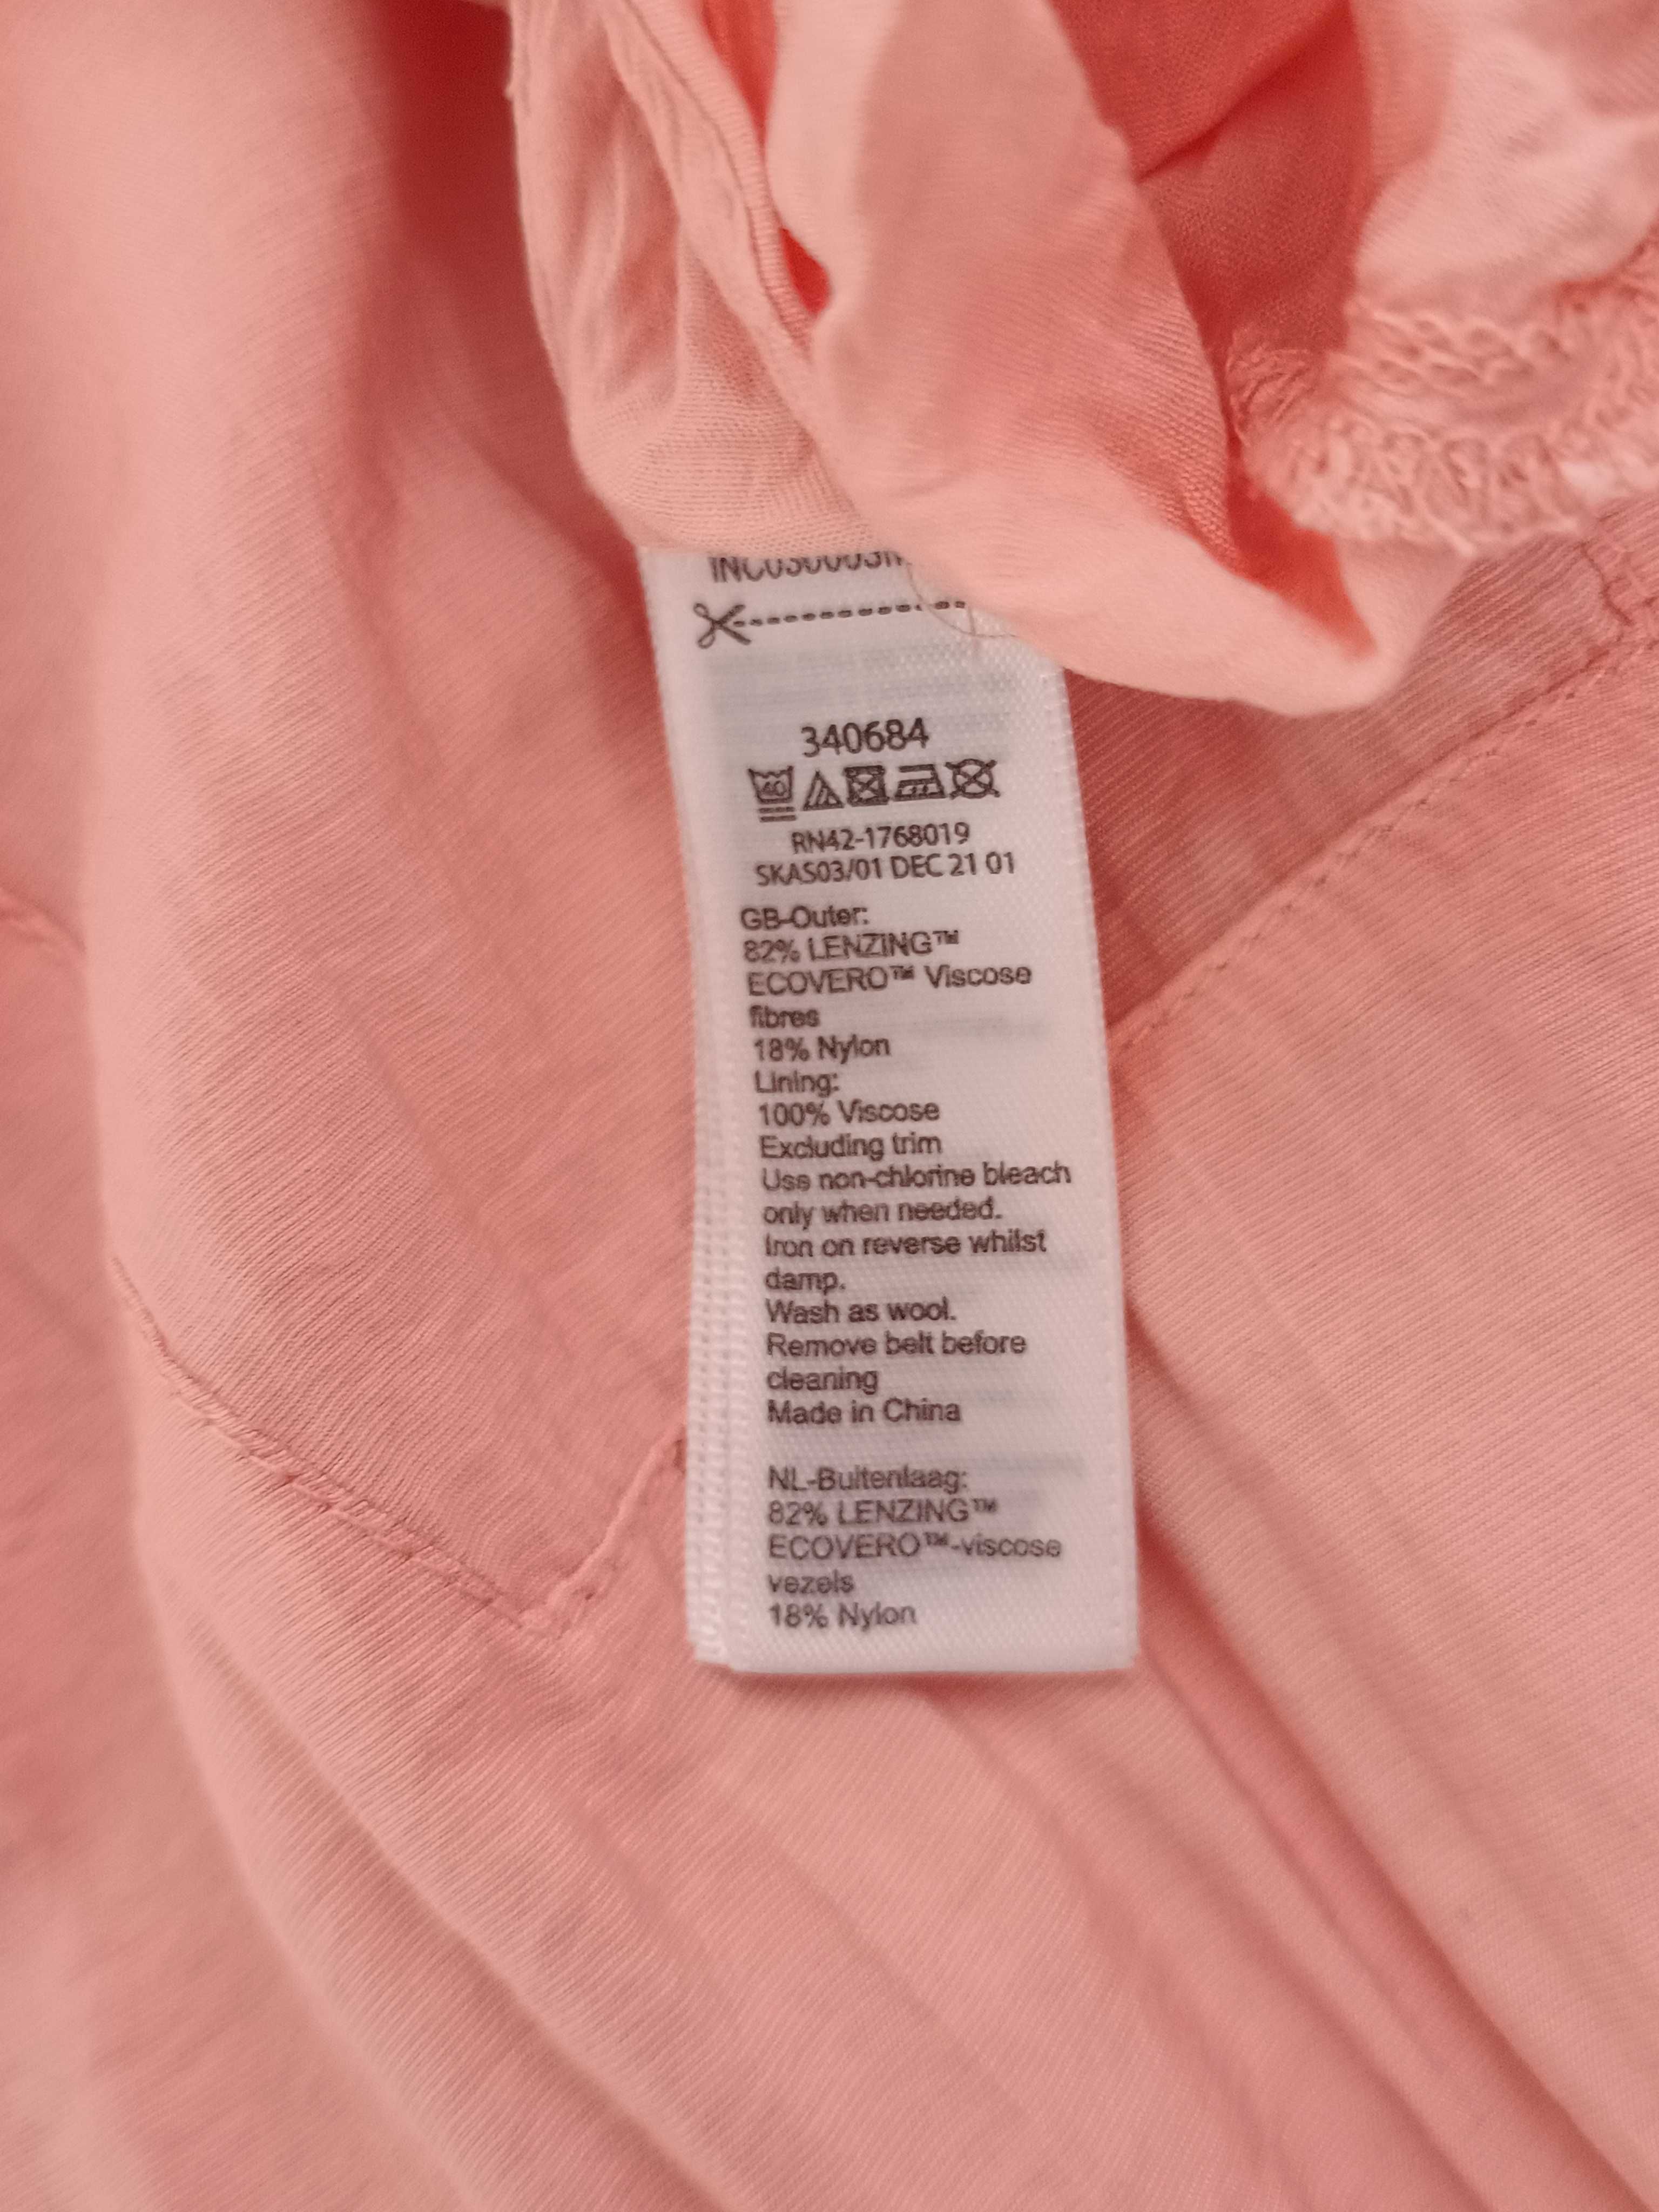 340684
40
RN42-1768019
SKAS03/01 DEC 21 01
GB-Outer:
82% LENZING™
ECOVERO™ Viscose
fibres
18% Nylon
Lining:
100% Viscose
Excluding trim
Use non-chlorine bleach
only when needed.
Iron on reverse whilst
damp.
Wash as wool.
Remove belt before
cleaning
Made in China
NL-Buitenlaag:
82% LENZING™
ECOVERO™-viscose
vezels
18% Nylon